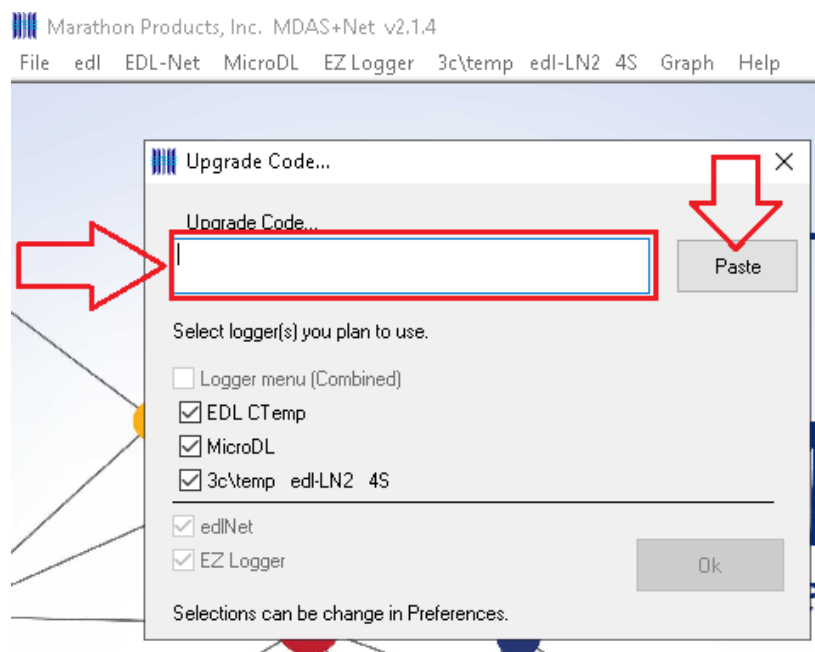 Marathon Products, Inc. MDAS+Net v2.1.4
File edl EDL-Net MicroDL EZ Logger 3c\temp edl-LN2 4S Graph Help
Upgrade Code...
Upgrade Code...
Paste
Select logger(s) you plan to use.
Logger menu (Combined)
EDL CTemp
MicroDL
3c\temp edl-LN2 4S
edlNet
EZ Logger
Ok
Selections can be change in Preferences.